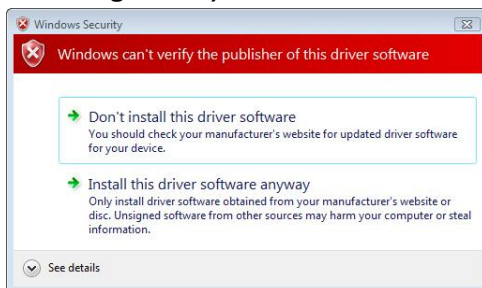 Windows Security
Windows can't verify the publisher of this driver software
Don't install this driver software
You should check your manufacturer's website for updated driver software
for your device.
Install this driver software anyway
Only install driver software obtained from your manufacturer's website or
disc. Unsigned software from other sources may harm your computer or steal
information.
See details